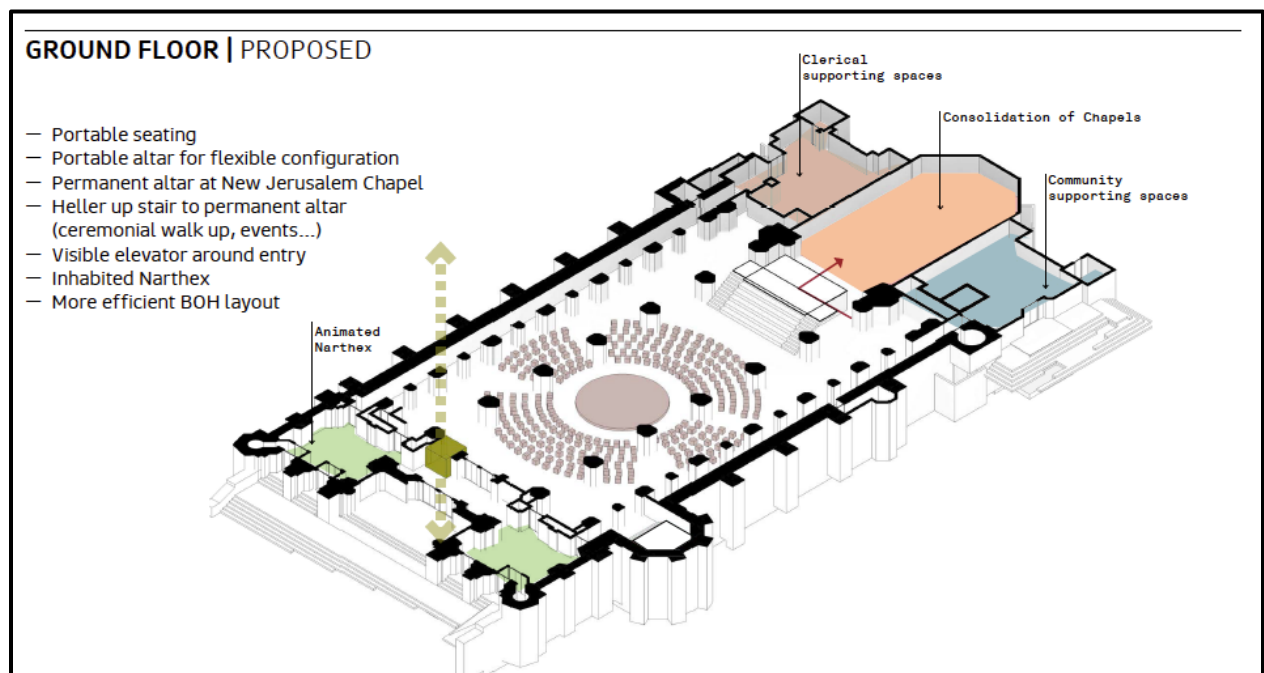 GROUND FLOOR | PROPOSED
— Portable seating
— Portable altar for flexible configuration
— Permanent altar at New Jerusalem Chapel
— Heller up stair to permanent altar
(ceremonial walk up, events...)
— Visible elevator around entry
— Inhabited Narthex
— More efficient BOH layout
Clerical
supporting spaces
Consolidation of Chapels
Community
supporting spaces
Animated
Narthex